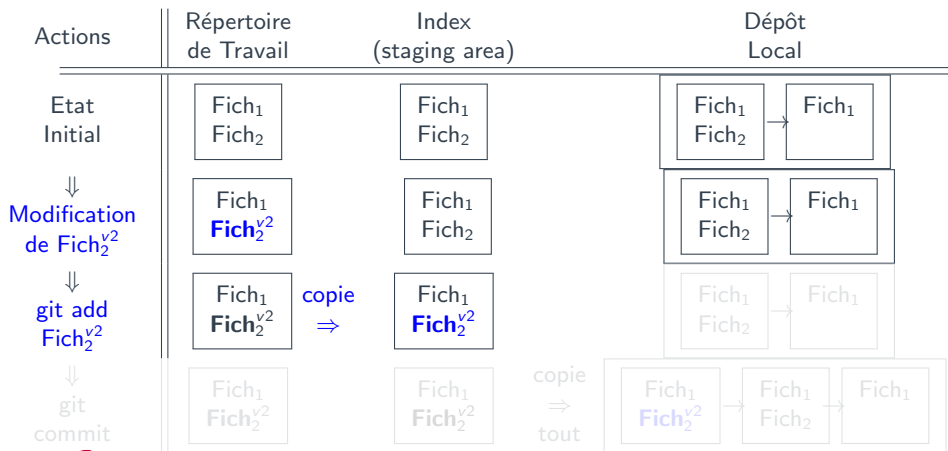 Actions
Répertoire
de Travail
Index
(staging area)
Dépôt
Local
Etat
Initial
Fich₁
Fich₂
Fich₁
Fich₂
Fich₁
Fich₂
→
Fich₁
⇓
Modification
de Fich₂ᵛ²
Fich₁
Fich₂ᵛ²
Fich₁
Fich₂
Fich₁
Fich₂
→
Fich₁
⇓
git add
Fich₂ᵛ²
Fich₁
Fich₂ᵛ²
copie
⇒
Fich₁
Fich₂ᵛ²
Fich₁
Fich₂
→
Fich₁
⇓
git
commit
Fich₁
Fich₂ᵛ²
Fich₁
Fich₂ᵛ²
copie
⇒
tout
Fich₁
Fich₂ᵛ²
→
Fich₁
Fich₂
→
Fich₁